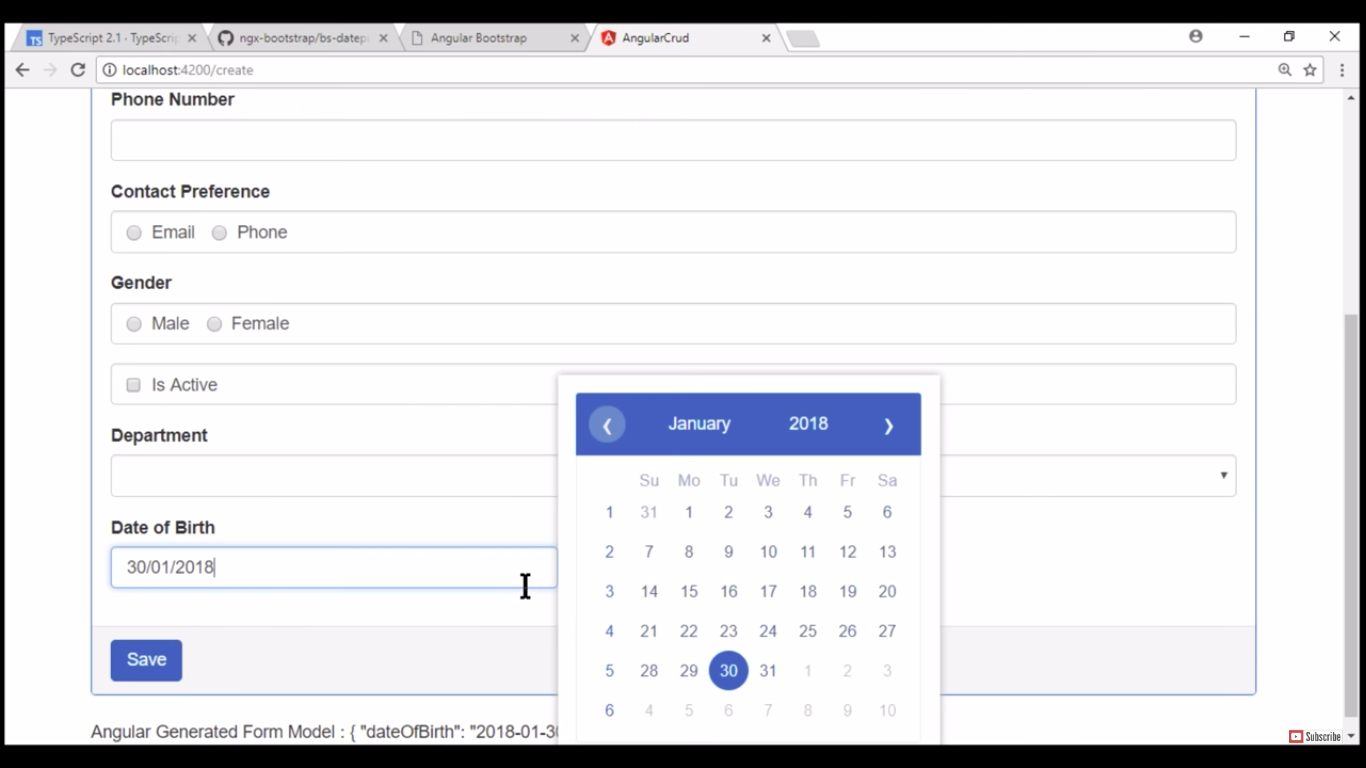 TypeScript 2.1 · TypeScri
ngx-bootstrap/bs-datep
Angular Bootstrap
AngularCrud
localhost:4200/create
Phone Number
Contact Preference
Email Phone
Gender
Male Female
Is Active
January 2018
Department
Su Mo Tu We Th Fr Sa
1 31 1 2 3 4 5 6
Date of Birth
2 7 8 9 10 11 12 13
30/01/2018
3 14 15 16 17 18 19 20
4 21 22 23 24 25 26 27
Save
5 28 29 30 31 1 2 3
6 4 5 6 7 8 9 10
Angular Generated Form Model : { "dateOfBirth": "2018-01-30
Subscribe